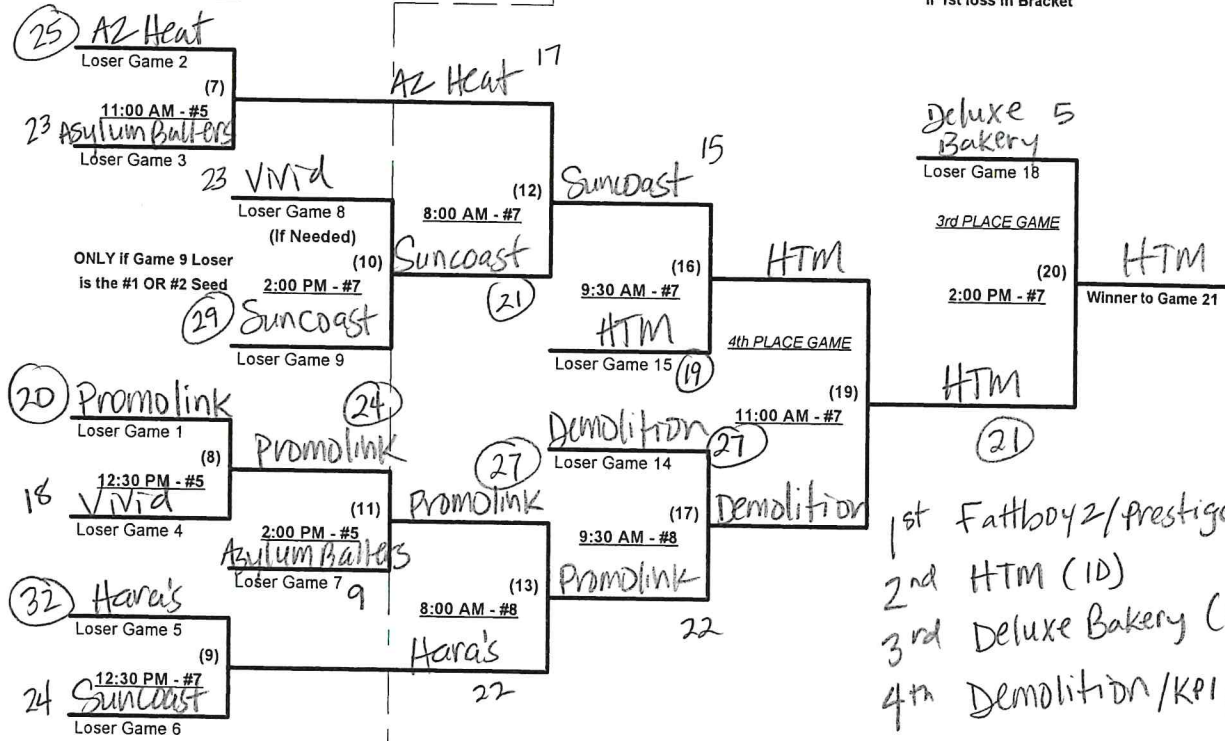 If 1st loss in Bracket
25 AZ Heat
Loser Game 2
(7)
11:00 AM - #5
23 Asylum Ballers
Loser Game 3
AZ Heat 17
23 Vivid
Loser Game 8
(If Needed)
ONLY if Game 9 Loser
is the #1 OR #2 Seed
(10)
2:00 PM - #7
29 Suncoast
Loser Game 9
(12)
8:00 AM - #7
Suncoast
21
Suncoast 15
(16)
9:30 AM - #7
HTM
Loser Game 15
19
20 Promolink
Loser Game 1
(8)
12:30 PM - #5
18 Vivid
Loser Game 4
24
Promolink
(11)
2:00 PM - #5
Asylum Ballers
Loser Game 7
9
32 Hara's
Loser Game 5
(9)
12:30 PM - #7
24 Suncoast
Loser Game 6
27
Promolink
(13)
8:00 AM - #8
Hara's
22
Demolition
27
Loser Game 14
(17)
9:30 AM - #8
Promolink
22
HTM
4th PLACE GAME
(19)
11:00 AM - #7
Demolition
Deluxe 5
Bakery
Loser Game 18
3rd PLACE GAME
(20)
2:00 PM - #7
HTM
21
HTM
Winner to Game 21
1st Fattboyz/Prestige
2nd HTM (ID)
3rd Deluxe Bakery (
4th Demolition/KPI